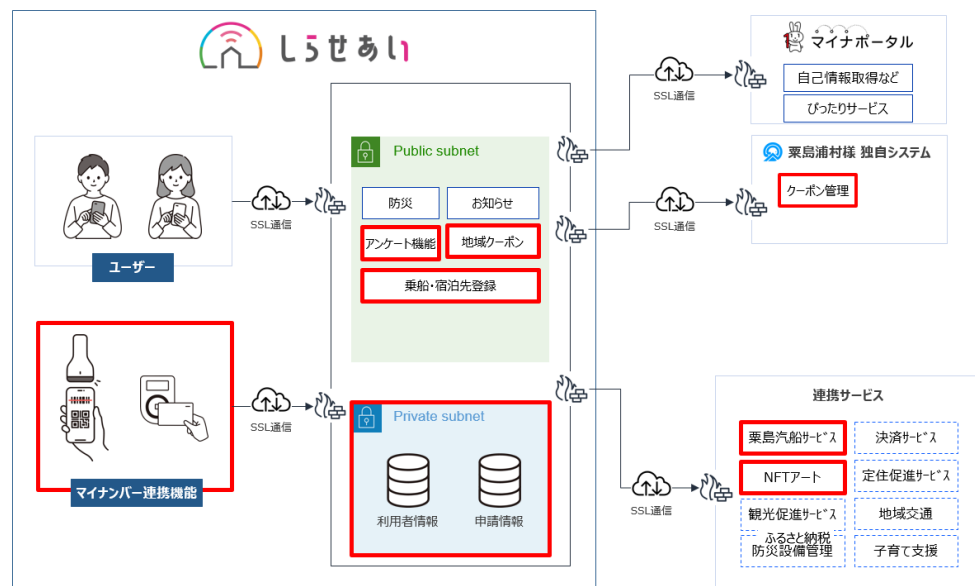 しらせあい
マイナポータル
自己情報取得など
ぴったりサービス
SSL通信
粟島浦村様 独自システム
クーポン管理
SSL通信
Public subnet
防災
お知らせ
アンケート機能
地域クーポン
乗船・宿泊先登録
SSL通信
ユーザー
マイナンバー連携機能
SSL通信
Private subnet
利用者情報
申請情報
SSL通信
連携サービス
粟島汽船ｻｰﾋﾞｽ
決済ｻｰﾋﾞｽ
NFTアート
定住促進ｻｰﾋﾞｽ
観光促進ｻｰﾋﾞｽ
地域交通
ふるさと納税
防災設備管理
子育て支援